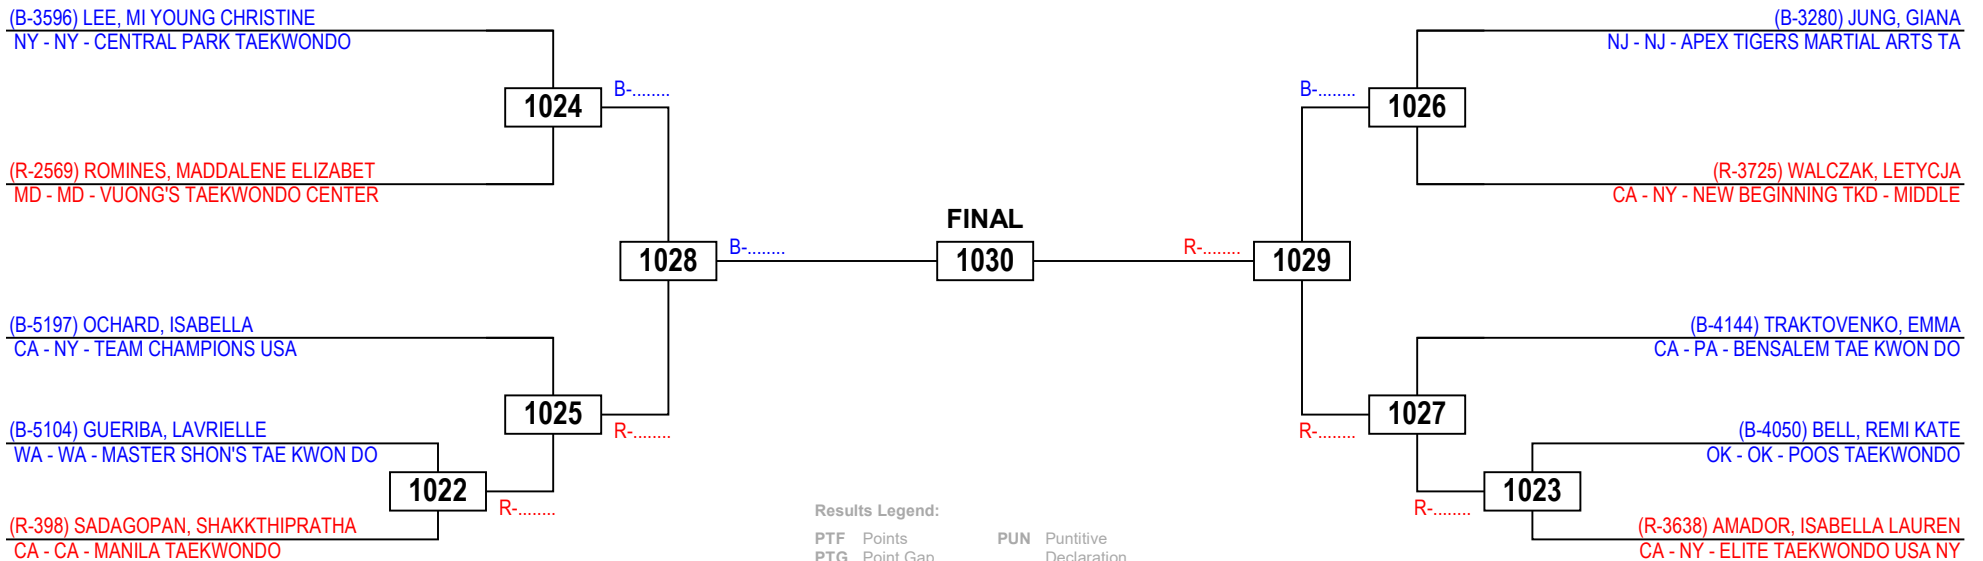 (B-3596) LEE, MI YOUNG CHRISTINE
NY - NY - CENTRAL PARK TAEKWONDO
1024
B-........
(R-2569) ROMINES, MADDALENE ELIZABET
MD - MD - VUONG'S TAEKWONDO CENTER
1028
B-........
(B-5197) OCHARD, ISABELLA
CA - NY - TEAM CHAMPIONS USA
1025
R-........
(B-5104) GUERIBA, LAVRIELLE
WA - WA - MASTER SHON'S TAE KWON DO
1022
R-........
(R-398) SADAGOPAN, SHAKKTHIPRATHA
CA - CA - MANILA TAEKWONDO
FINAL
1030
(B-3280) JUNG, GIANA
NJ - NJ - APEX TIGERS MARTIAL ARTS TA
B-........
1026
(R-3725) WALCZAK, LETYCJA
CA - NY - NEW BEGINNING TKD - MIDDLE
R-........
1029
(B-4144) TRAKTOVENKO, EMMA
CA - PA - BENSALEM TAE KWON DO
1027
R-........
(B-4050) BELL, REMI KATE
OK - OK - POOS TAEKWONDO
1023
R-........
(R-3638) AMADOR, ISABELLA LAUREN
CA - NY - ELITE TAEKWONDO USA NY
Results Legend:
PTF Points PUN Puntitive
PTG Point Gap Declaration